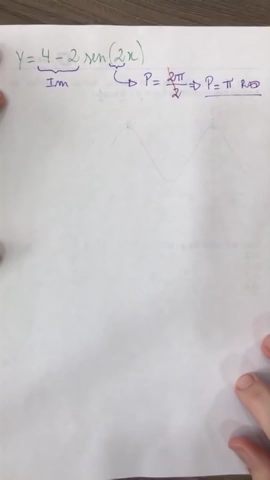 y = 4 - 2 sen(2x)
Im P = 2π/2 ⇒ P = π RAD